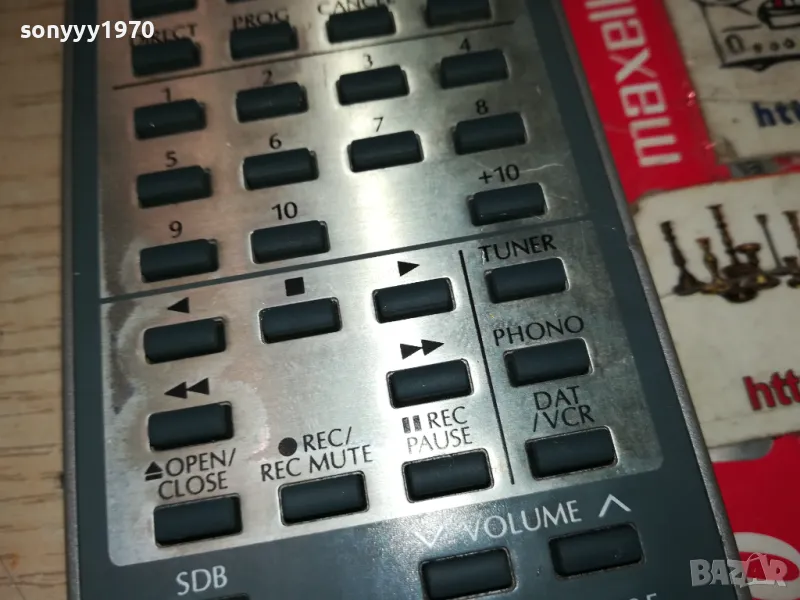 sonyyy1970
DIRECT PROG CANCEL
1 2 3 4
5 6 7 8
9 10 +10
TUNER
PHONO
REC/
REC MUTE
REC
PAUSE
DAT
/VCR
OPEN/
CLOSE
VOLUME
SDB
maxell
htt
htt
BAZAR